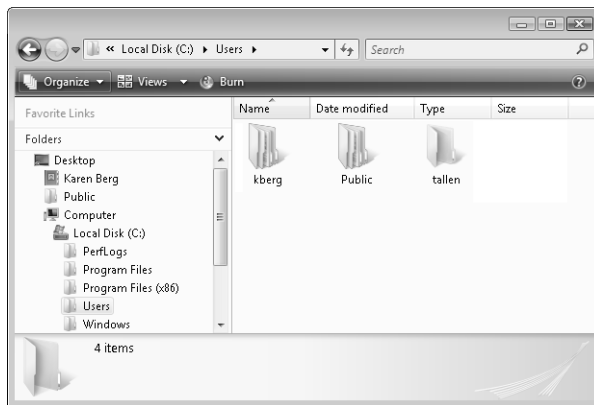 « Local Disk (C:) ▸ Users ▸ Search
Organize Views Burn
Favorite Links
Name Date modified Type Size
Folders
Desktop
Karen Berg
Public
Computer
Local Disk (C:)
PerfLogs
Program Files
Program Files (x86)
Users
Windows
kberg Public tallen
4 items